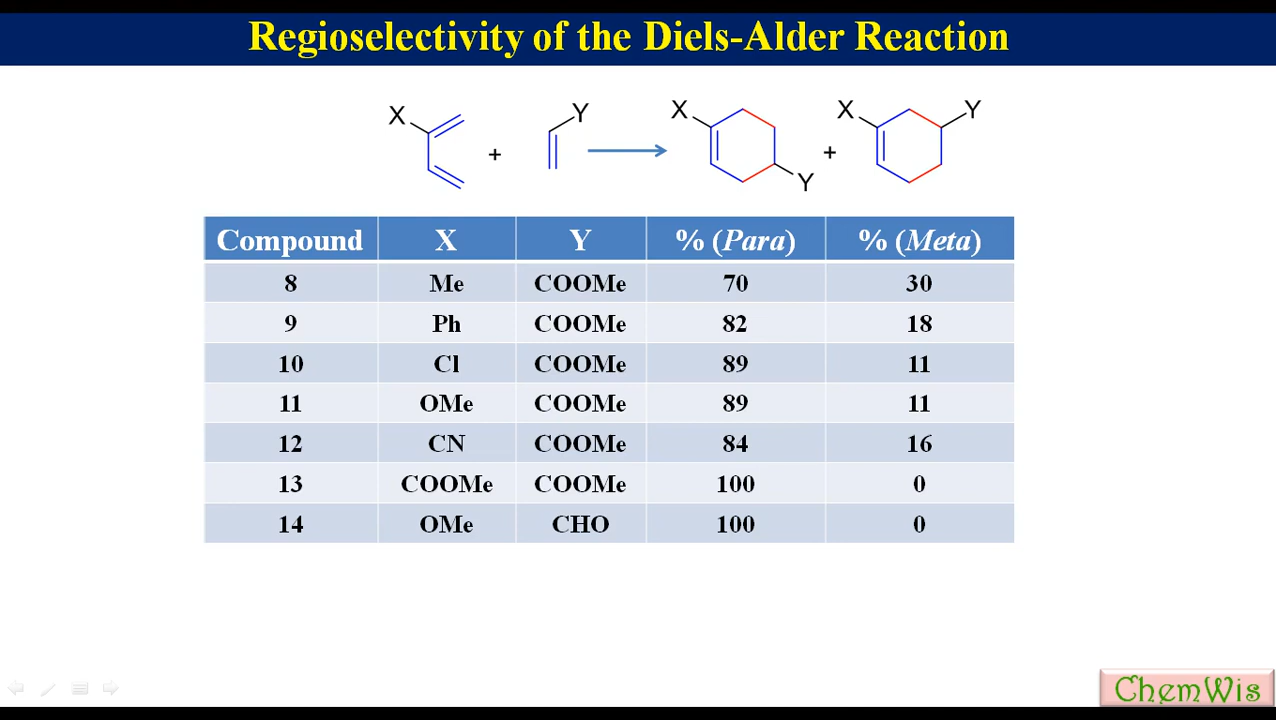 Regioselectivity of the Diels-Alder Reaction
X Y X X Y
+ +
Y
Compound X Y % (Para) % (Meta)
8 Me COOMe 70 30
9 Ph COOMe 82 18
10 Cl COOMe 89 11
11 OMe COOMe 89 11
12 CN COOMe 84 16
13 COOMe COOMe 100 0
14 OMe CHO 100 0
ChemWis